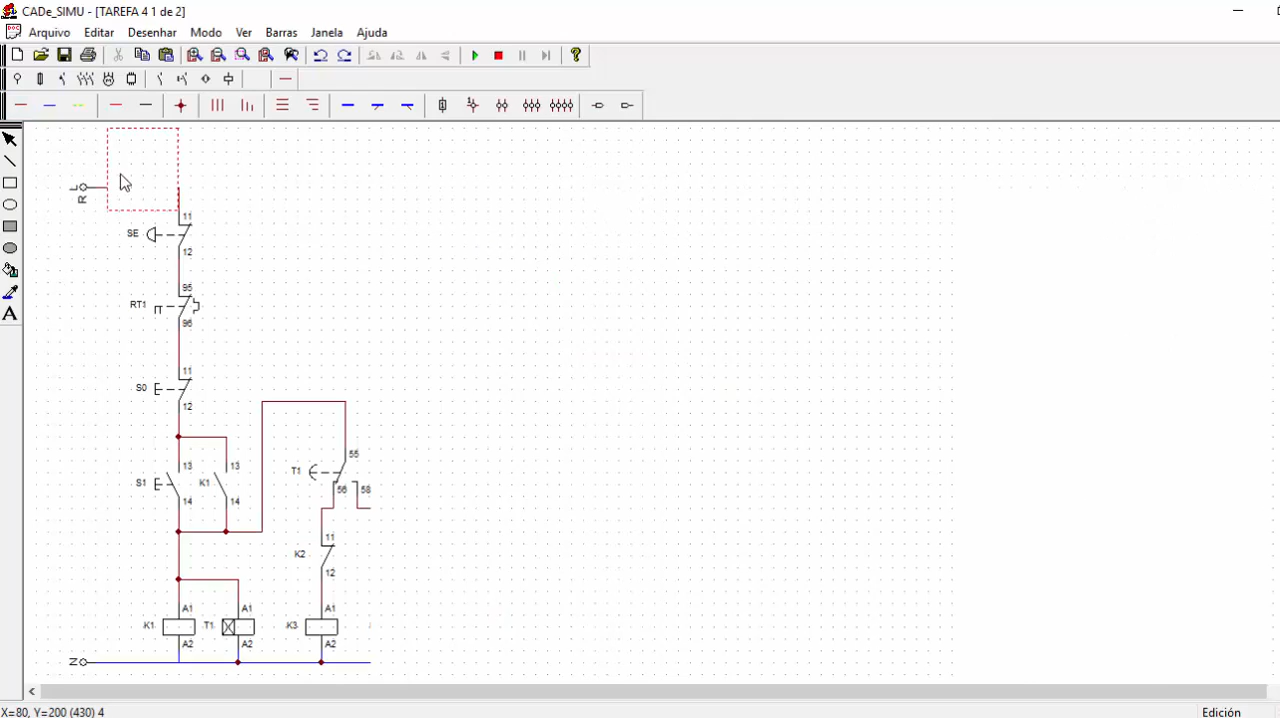 CADe_SIMU - [TAREFA 4 1 de 2]
Arquivo Editar Desenhar Modo Ver Barras Janela Ajuda
L
R
11
SE
12
95
RT1
96
11
S0
12
55
T1
56 58
13 13
S1 K1
14 14
11
K2
12
A1 A1 A1
K1 T1 K3
A2 A2 A2
N
X=80, Y=200 (430) 4 Edición